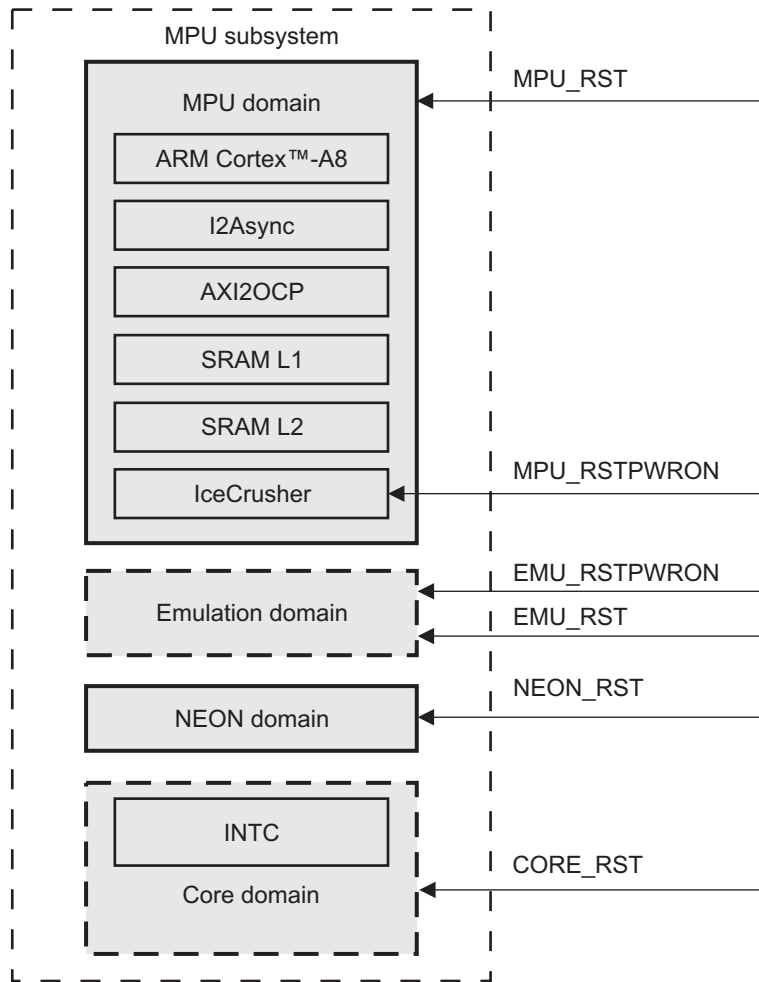 MPU subsystem
MPU domain
MPU_RST
ARM Cortex™-A8
I2Async
AXI2OCP
SRAM L1
SRAM L2
IceCrusher
MPU_RSTPWRON
EMU_RSTPWRON
Emulation domain
EMU_RST
NEON domain
NEON_RST
INTC
Core domain
CORE_RST